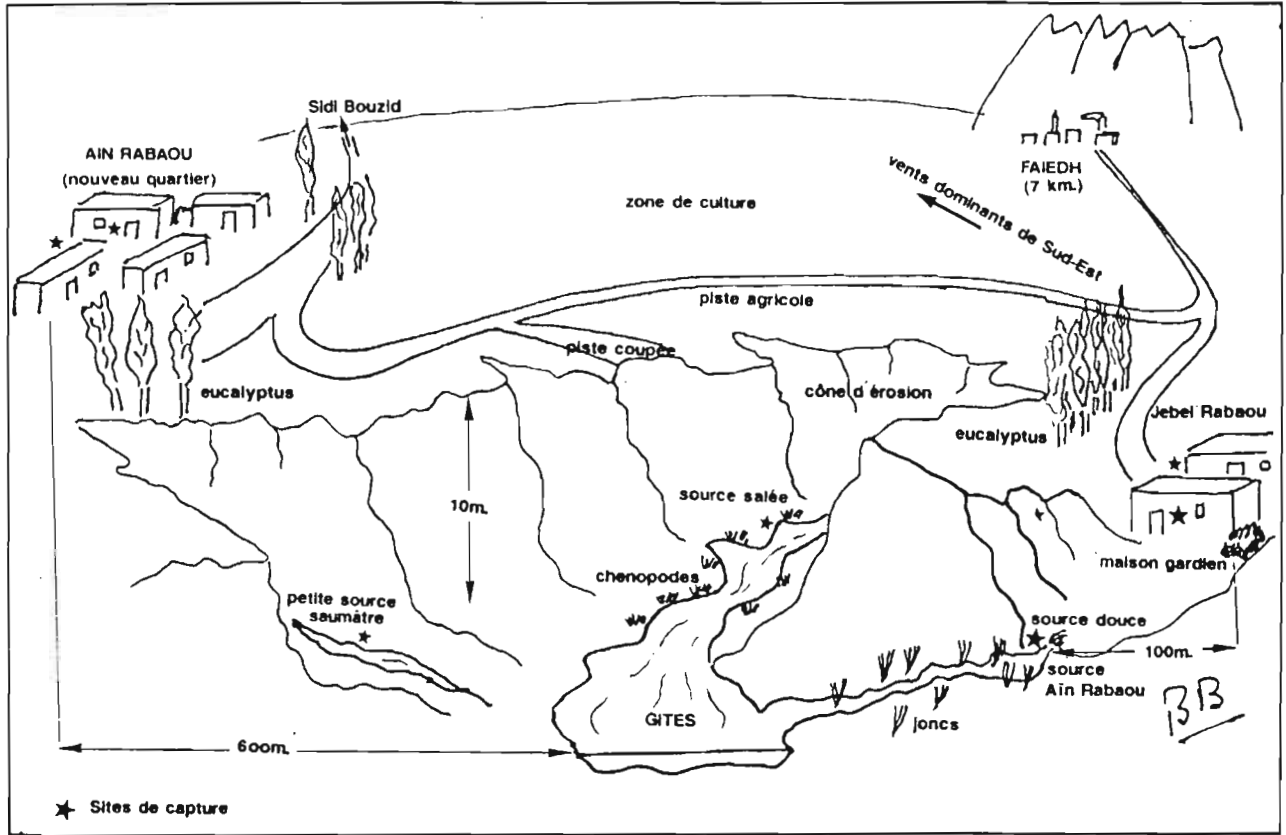 Sidi Bouzid
AIN RABAOU
(nouveau quartier)
FAIEDH
(7 km.)
vents dominants de Sud-Est
zone de culture
piste agricole
piste coupée
eucalyptus
cône d'érosion
Jebel Rabaou
eucalyptus
10m.
source salée
chenopodes
maison gardien
petite source
saumâtre
source douce
100m.
source
Aïn Rabaou
GITES
joncs
BB
600m.
Sites de capture